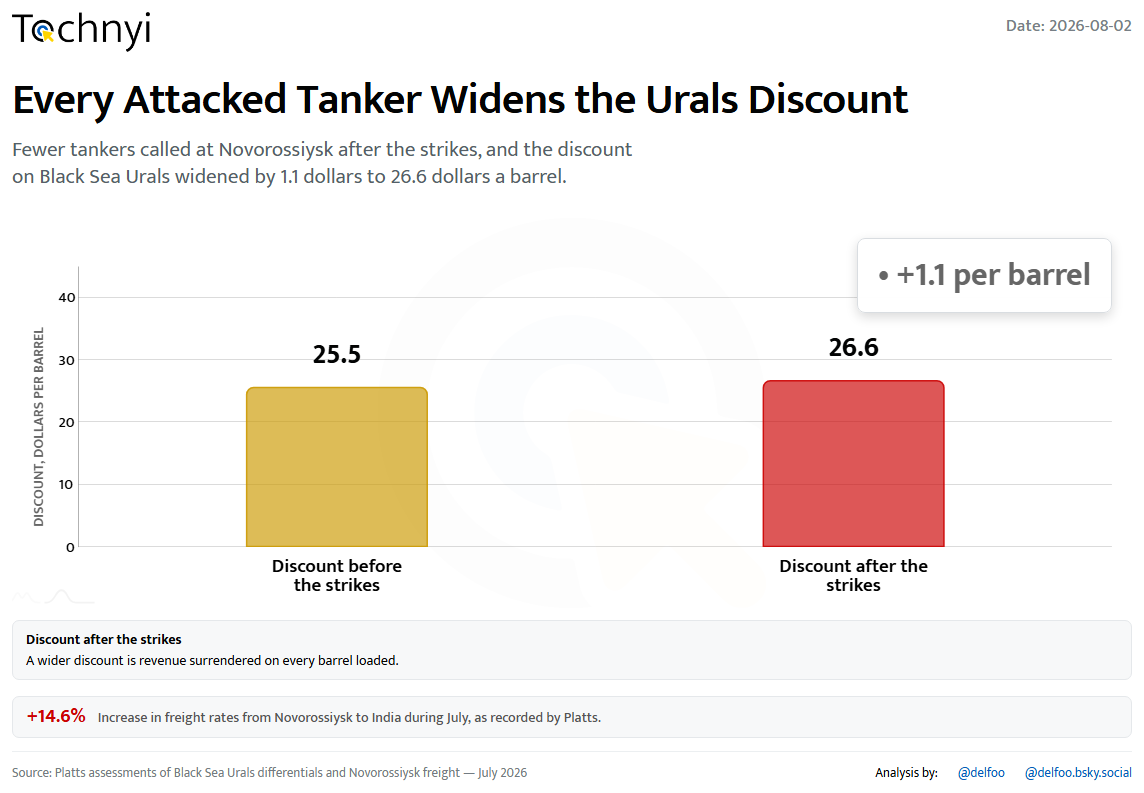 Technyi
Date: 2026-08-02
Every Attacked Tanker Widens the Urals Discount
Fewer tankers called at Novorossiysk after the strikes, and the discount
on Black Sea Urals widened by 1.1 dollars to 26.6 dollars a barrel.
• +1.1 per barrel
DISCOUNT, DOLLARS PER BARREL
40
30
20
10
0
25.5
26.6
Discount before
the strikes
Discount after the
strikes
Discount after the strikes
A wider discount is revenue surrendered on every barrel loaded.
+14.6% Increase in freight rates from Novorossiysk to India during July, as recorded by Platts.
Source: Platts assessments of Black Sea Urals differentials and Novorossiysk freight — July 2026
Analysis by: @delfoo @delfoo.bsky.social